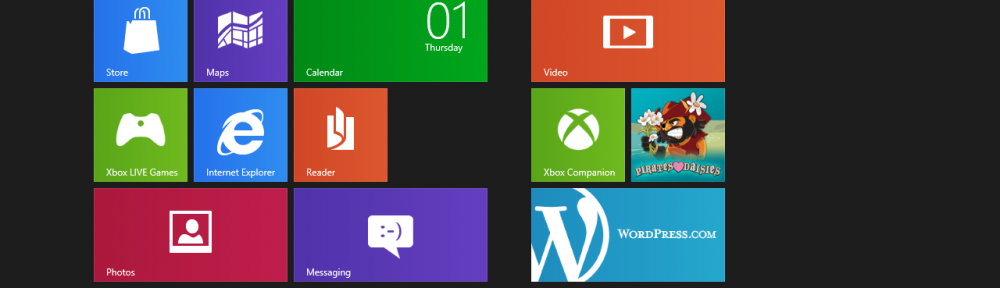 01
Thursday
Store
Maps
Calendar
Video
PIRATES LOVE DAISIES
Xbox LIVE Games
Internet Explorer
Reader
Xbox Companion
:-)
WORDPRESS.COM
Photos
Messaging